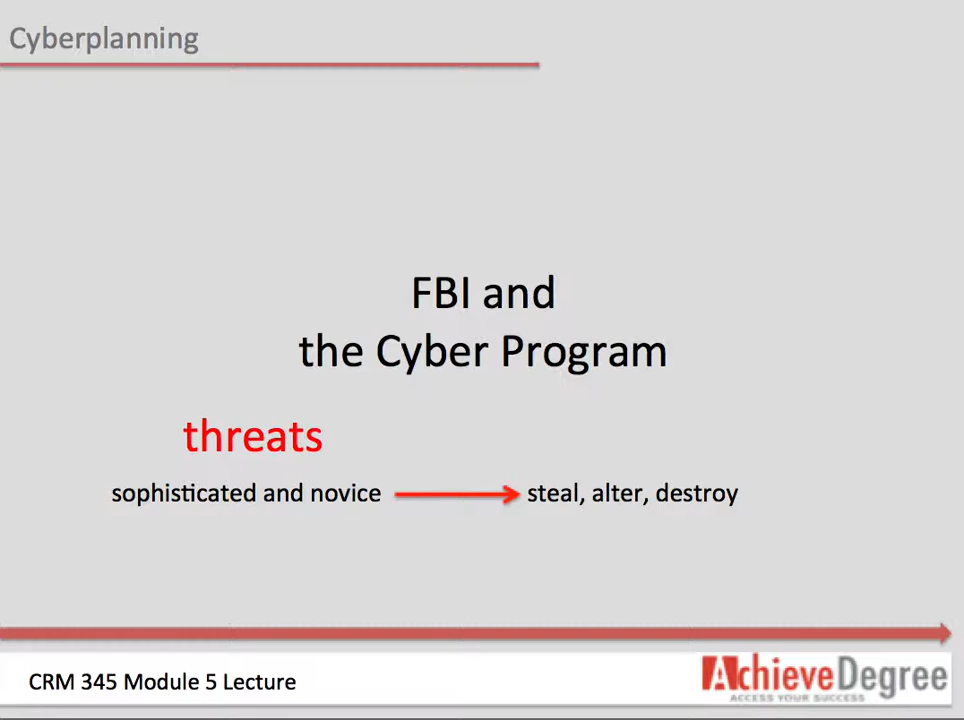 Cyberplanning
FBI and
the Cyber Program
threats
sophisticated and novice
steal, alter, destroy
CRM 345 Module 5 Lecture
AchieveDegree
ACCESS YOUR SUCCESS